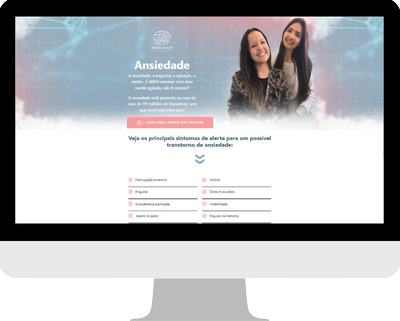 Ansiedade
A ansiedade, a angústia, a agitação, o
medo... É difícil conviver com uma
mente agitada, não é mesmo?
A ansiedade está presente na casa de
mais de 19 milhões de brasileiros, será
que você está entre eles?
Veja os principais sintomas de alerta para um possível
transtorno de ansiedade:
Preocupação excessiva
Insônia
Angústia
Dores musculares
Autocobrança acentuada
Irritabilidade
Aperto no peito
Prejuízo na memória